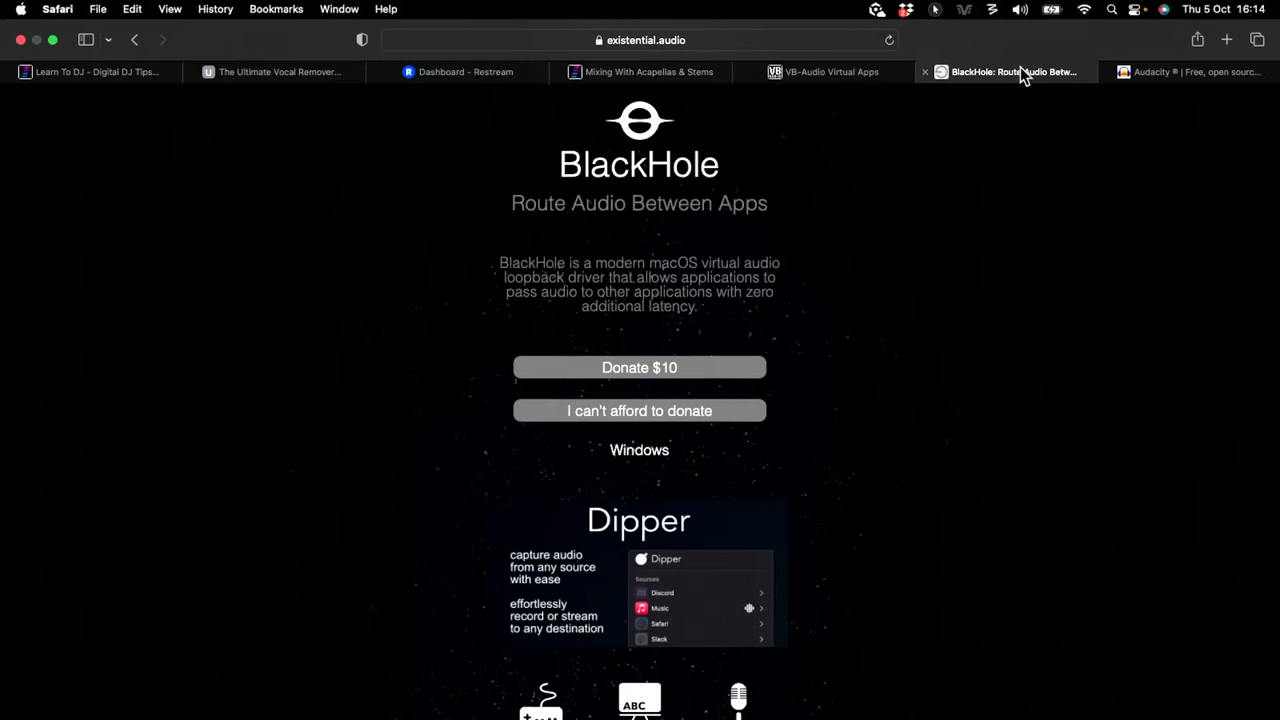 Safari File Edit View History Bookmarks Window Help Thu 5 Oct 16:14
existential.audio
Learn To DJ - Digital DJ Tips... The Ultimate Vocal Remover... Dashboard - Restream Mixing With Acapellas & Stems VB-Audio Virtual Apps BlackHole: Route Audio Betw... Audacity ® | Free, open sourc...
BlackHole
Route Audio Between Apps
BlackHole is a modern macOS virtual audio
loopback driver that allows applications to
pass audio to other applications with zero
additional latency.
Donate $10
I can't afford to donate
Windows
Dipper
capture audio
from any source
with ease
effortlessly
record or stream
to any destination
Dipper
Sources
Discord
Music
Safari
Slack
ABC